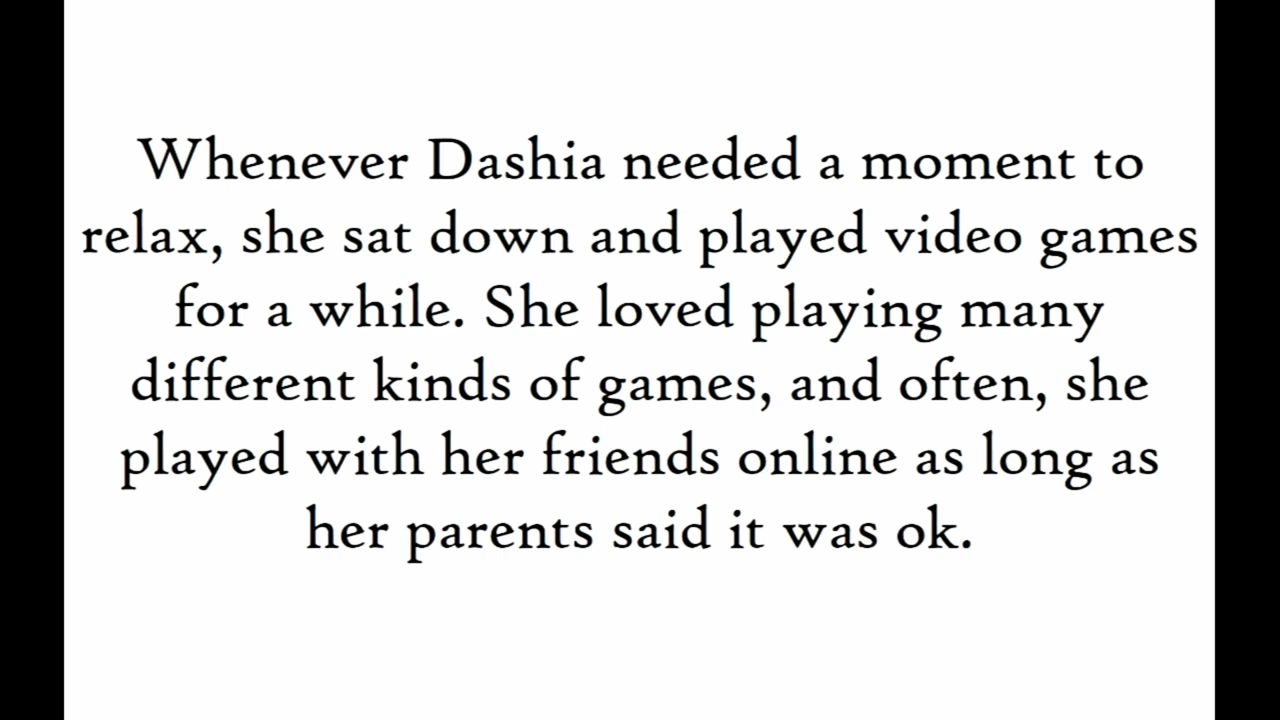 Whenever Dashia needed a moment to
relax, she sat down and played video games
for a while. She loved playing many
different kinds of games, and often, she
played with her friends online as long as
her parents said it was ok.